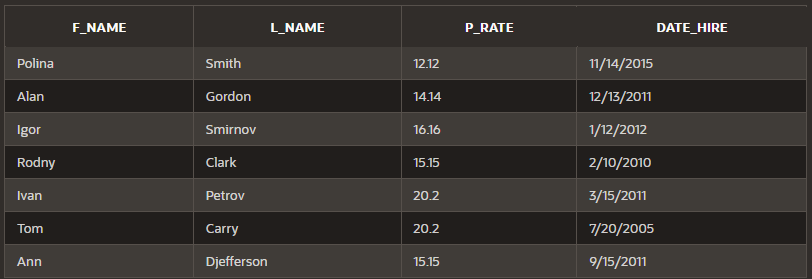 F_NAME L_NAME P_RATE DATE_HIRE
Polina Smith 12.12 11/14/2015
Alan Gordon 14.14 12/13/2011
Igor Smirnov 16.16 1/12/2012
Rodny Clark 15.15 2/10/2010
Ivan Petrov 20.2 3/15/2011
Tom Carry 20.2 7/20/2005
Ann Djefferson 15.15 9/15/2011